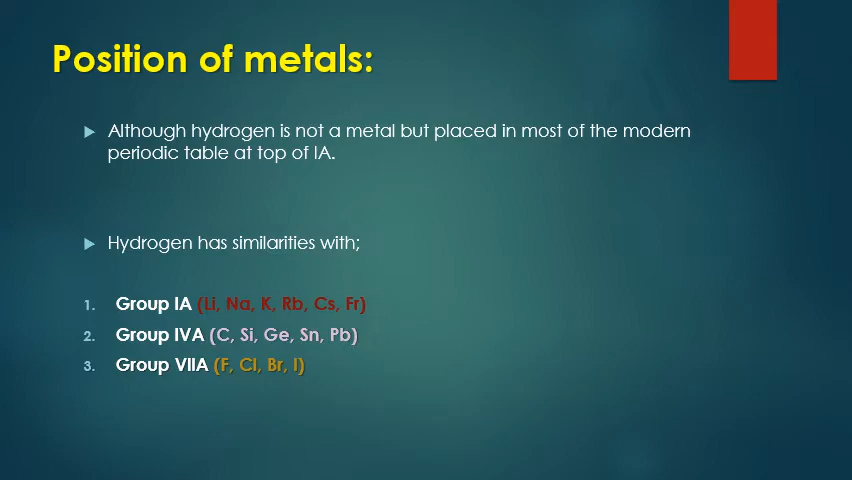 Position of metals:
Although hydrogen is not a metal but placed in most of the modern
periodic table at top of IA.
Hydrogen has similarities with;
1. Group IA (Li, Na, K, Rb, Cs, Fr)
2. Group IVA (C, Si, Ge, Sn, Pb)
3. Group VIIA (F, Cl, Br, I)